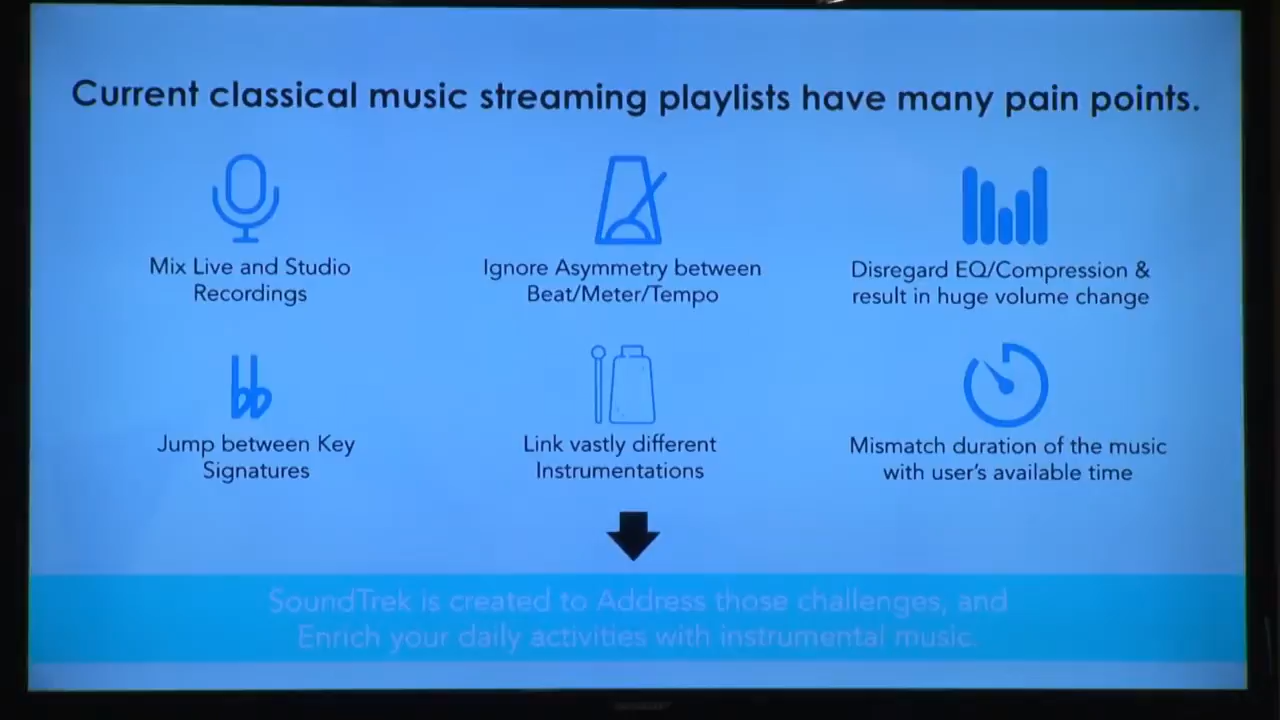 Current classical music streaming playlists have many pain points.
Mix Live and Studio
Recordings
Ignore Asymmetry between
Beat/Meter/Tempo
Disregard EQ/Compression &
result in huge volume change
Jump between Key
Signatures
Link vastly different
Instrumentations
Mismatch duration of the music
with user's available time
SoundTrek is created to Address those challenges, and
Enrich your daily activities with instrumental music.